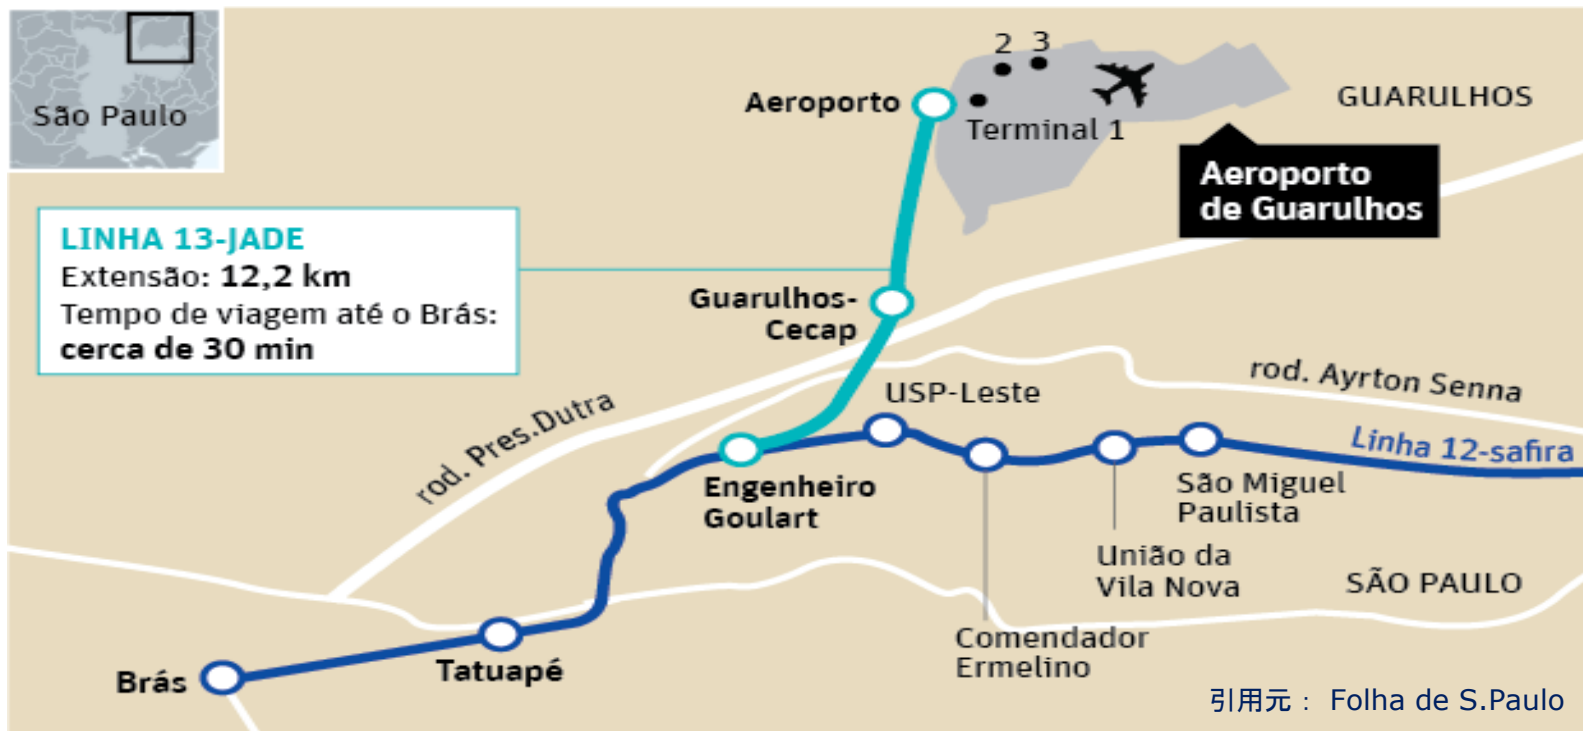 São Paulo
2
3
Aeroporto
Terminal 1
GUARULHOS
Aeroporto
de Guarulhos
LINHA 13-JADE
Extensão: 12,2 km
Tempo de viagem até o Brás:
cerca de 30 min
Guarulhos-
Cecap
rod. Pres.Dutra
USP-Leste
rod. Ayrton Senna
Linha 12-safira
Engenheiro
Goulart
São Miguel
Paulista
União da
Vila Nova
SÃO PAULO
Comendador
Ermelino
Tatuapé
Brás
引用元： Folha de S.Paulo